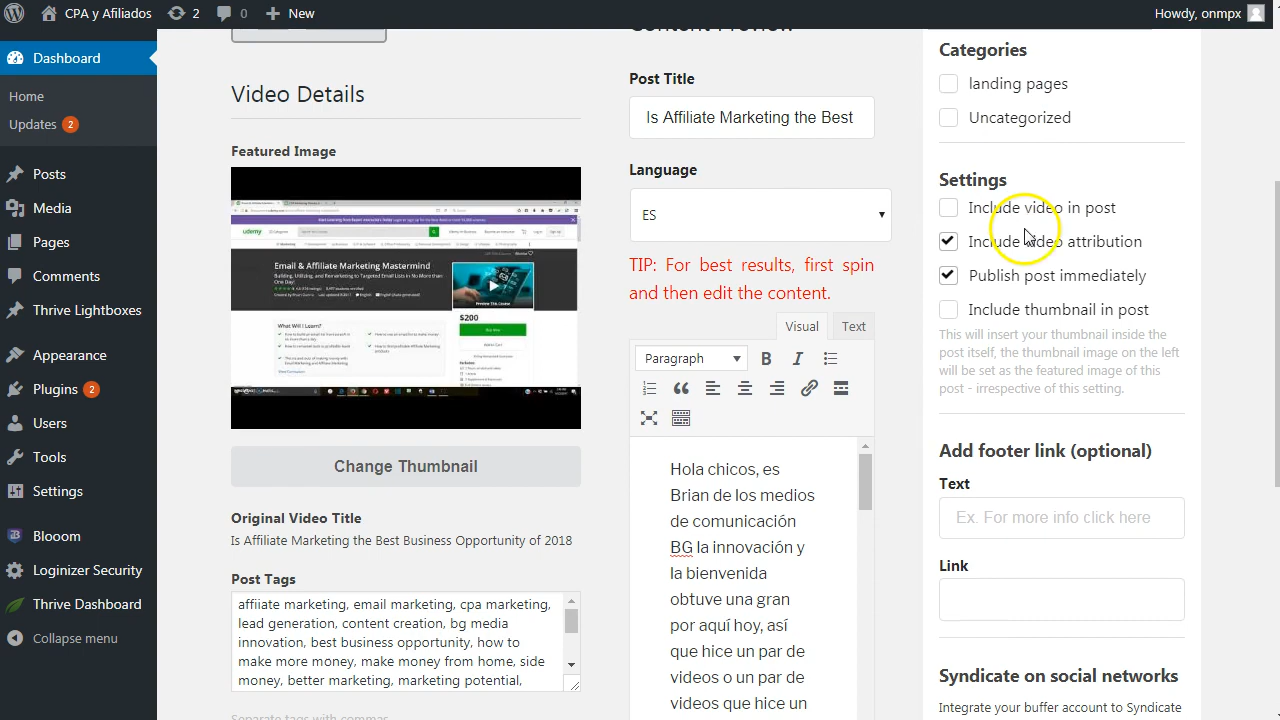 CPA y Afiliados
2
0
New
Howdy, onmpx
Dashboard
Home
Updates 2
Posts
Media
Pages
Comments
Thrive Lightboxes
Appearance
Plugins 2
Users
Tools
Settings
Blooom
Loginizer Security
Thrive Dashboard
Collapse menu
Video Details
Featured Image
udemy
Email & Affiliate Marketing Mastermind
What Will I Learn?
$200
Change Thumbnail
Original Video Title
Is Affiliate Marketing the Best Business Opportunity of 2018
Post Tags
affiiate marketing, email marketing, cpa marketing,
lead generation, content creation, bg media
innovation, best business opportunity, how to
make more money, make money from home, side
money, better marketing, marketing potential,
Separate tags with commas
Content Preview
Post Title
Is Affiliate Marketing the Best
Language
ES
TIP: For best results, first spin
and then edit the content.
Visual
Text
Paragraph
B
I
Hola chicos, es
Brian de los medios
de comunicación
BG la innovación y
la bienvenida
obtuve una gran
por aquí hoy, así
que hice un par de
videos o un par de
videos que hice un
Categories
landing pages
Uncategorized
Settings
Include video in post
Include video attribution
Publish post immediately
Include thumbnail in post
This will insert your thumbnail inside the
post itself, the thumbnail image on the left
will be set as the featured image of this
post - irrespective of this setting.
Add footer link (optional)
Text
Ex. For more info click here
Link
Syndicate on social networks
Integrate your buffer account to Syndicate